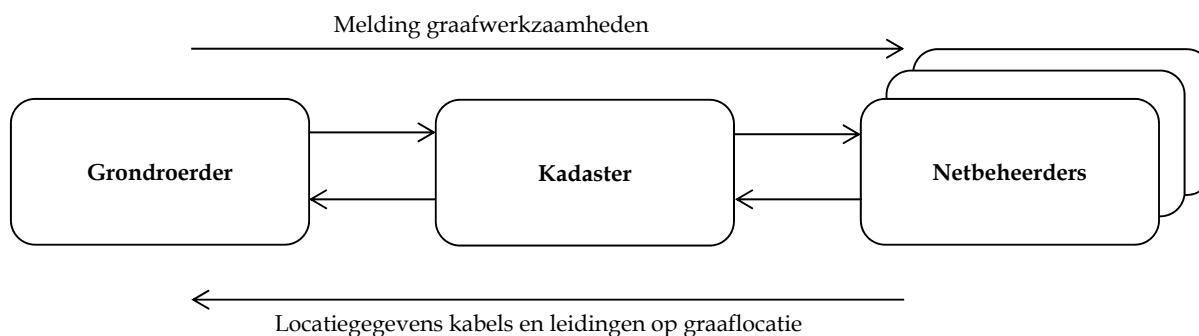 Melding graafwerkzaamheden
Grondroerder
Kadaster
Netbeheerders
Locatiegegevens kabels en leidingen op graaflocatie